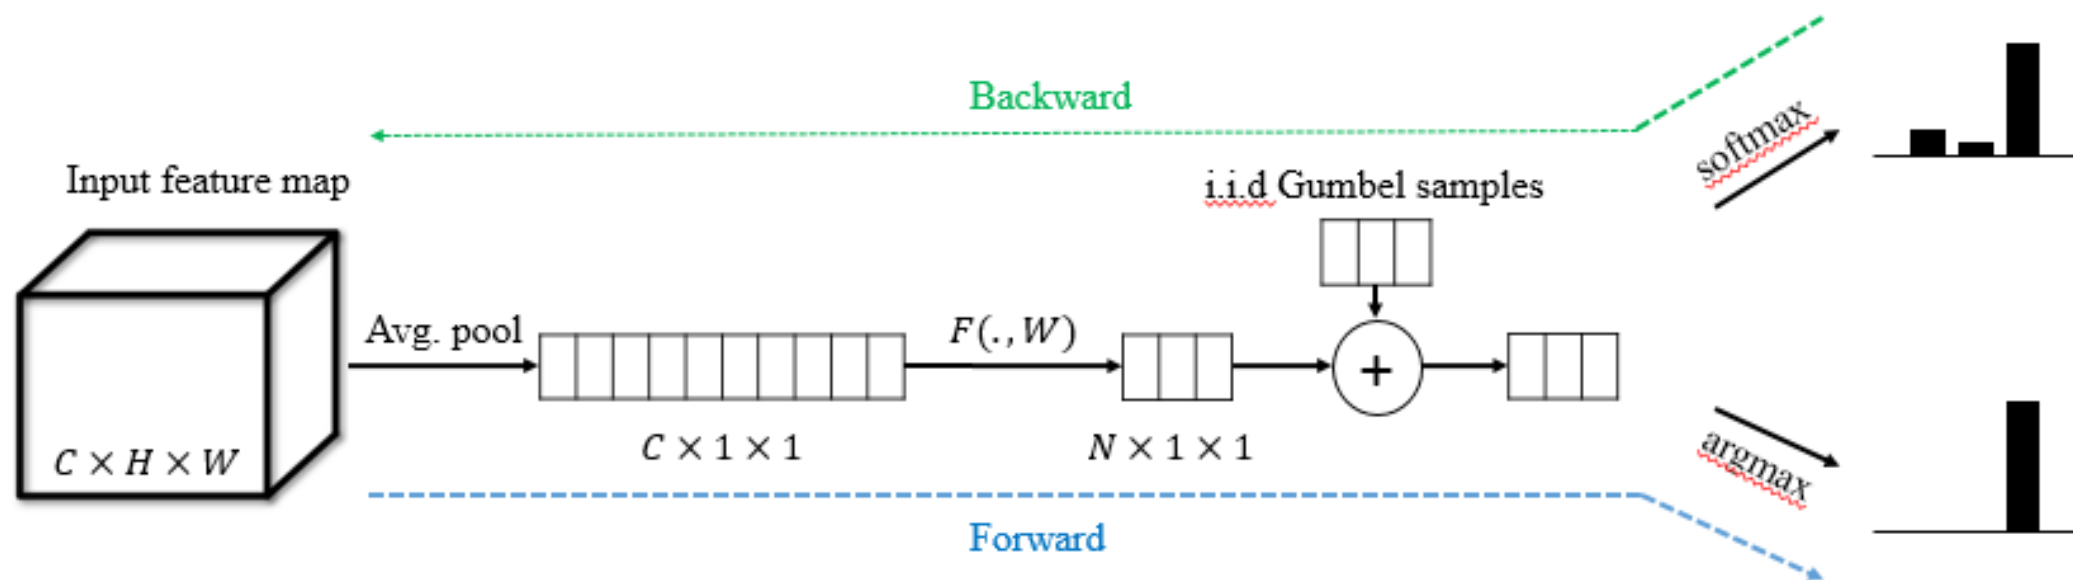 Backward
softmax
Input feature map
i.i.d Gumbel samples
Avg. pool
F(.,W)
+
C × H × W
C × 1 × 1
N × 1 × 1
argmax
Forward